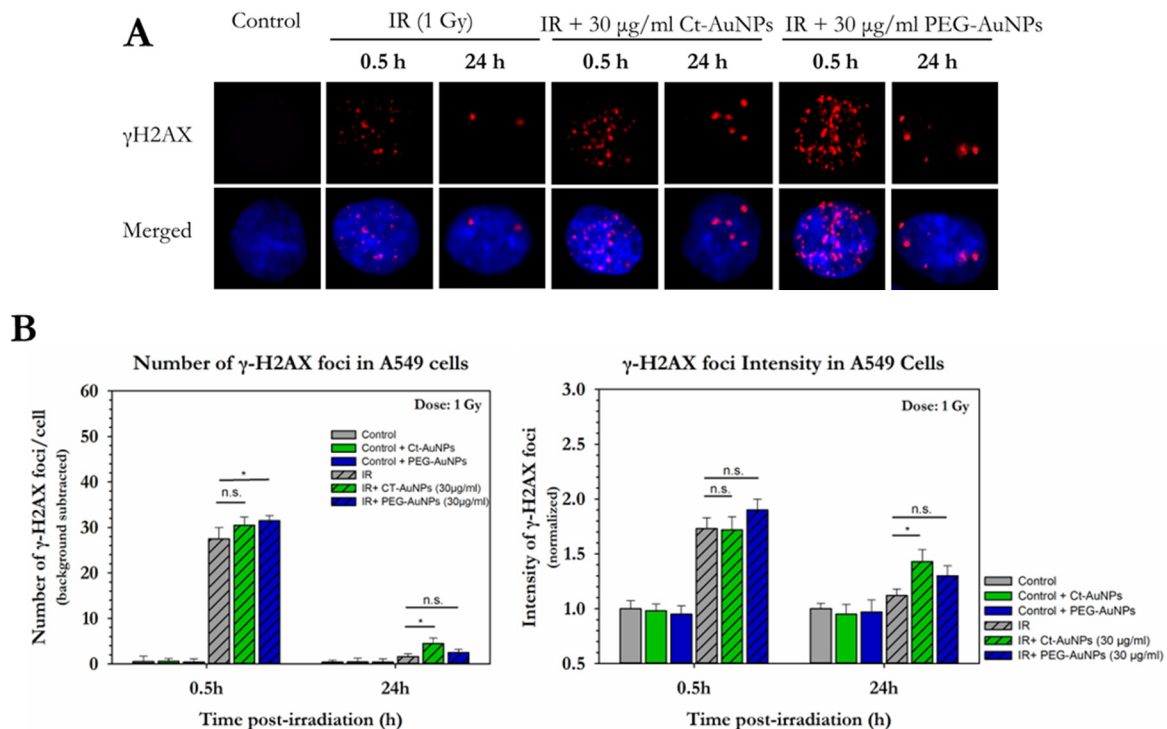 A
Control
IR (1 Gy)
IR + 30 µg/ml Ct-AuNPs
IR + 30 µg/ml PEG-AuNPs
0.5 h
24 h
0.5 h
24 h
0.5 h
24 h
γH2AX
Merged
B
Number of γ-H2AX foci in A549 cells
Number of γ-H2AX foci/cell
(background subtracted)
60
50
40
30
20
10
0
Dose: 1 Gy
Control
Control + Ct-AuNPs
Control + PEG-AuNPs
IR
IR+ CT-AuNPs (30µg/ml)
IR+ PEG-AuNPs (30µg/ml)
*
n.s.
n.s.
*
0.5h
24h
Time post-irradiation (h)
γ-H2AX foci Intensity in A549 Cells
Intensity of γ-H2AX foci
(normalized)
3.0
2.5
2.0
1.5
1.0
0.5
Dose: 1 Gy
n.s.
n.s.
n.s.
*
Control
Control + Ct-AuNPs
Control + PEG-AuNPs
IR
IR+ Ct-AuNPs (30 µg/ml)
IR+ PEG-AuNPs (30 µg/ml)
0.5h
24h
Time post-irradiation (h)